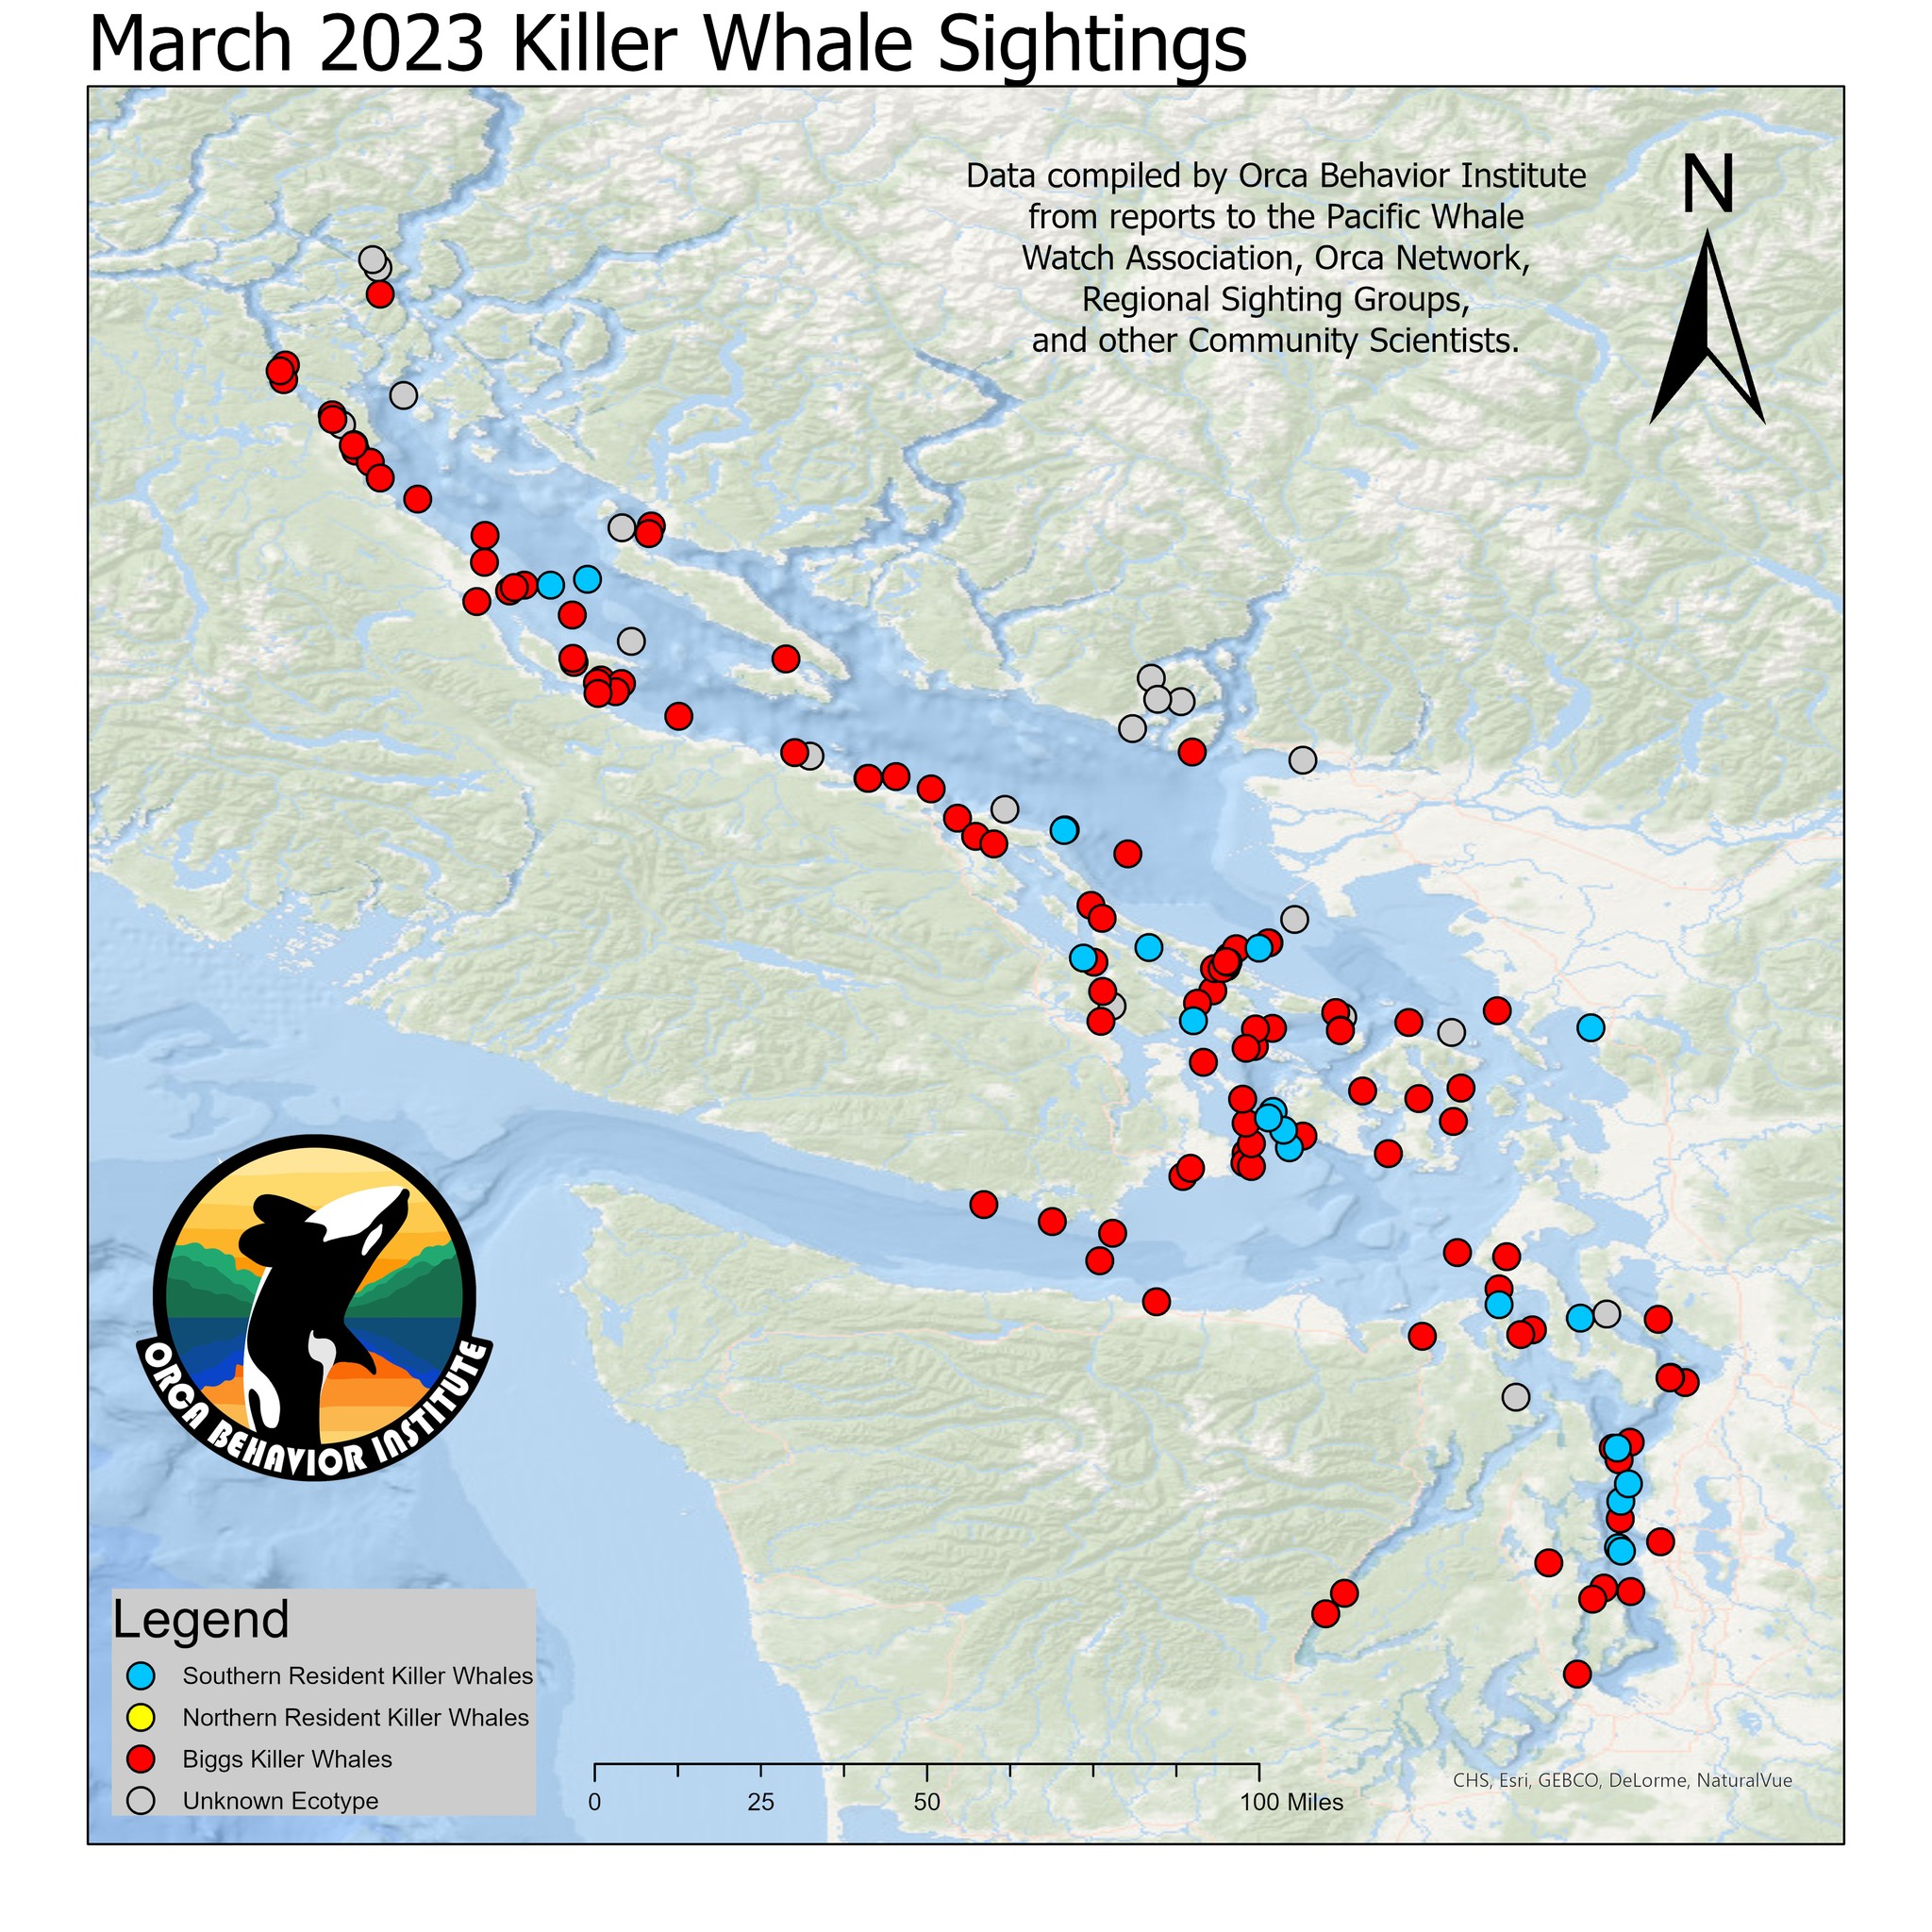 March 2023 Killer Whale Sightings
Data compiled by Orca Behavior Institute
from reports to the Pacific Whale
Watch Association, Orca Network,
Regional Sighting Groups,
and other Community Scientists.
N
ORCA BEHAVIOR INSTITUTE
Legend
Southern Resident Killer Whales
Northern Resident Killer Whales
Biggs Killer Whales
Unknown Ecotype
0 25 50 100 Miles
CHS, Esri, GEBCO, DeLorme, NaturalVue